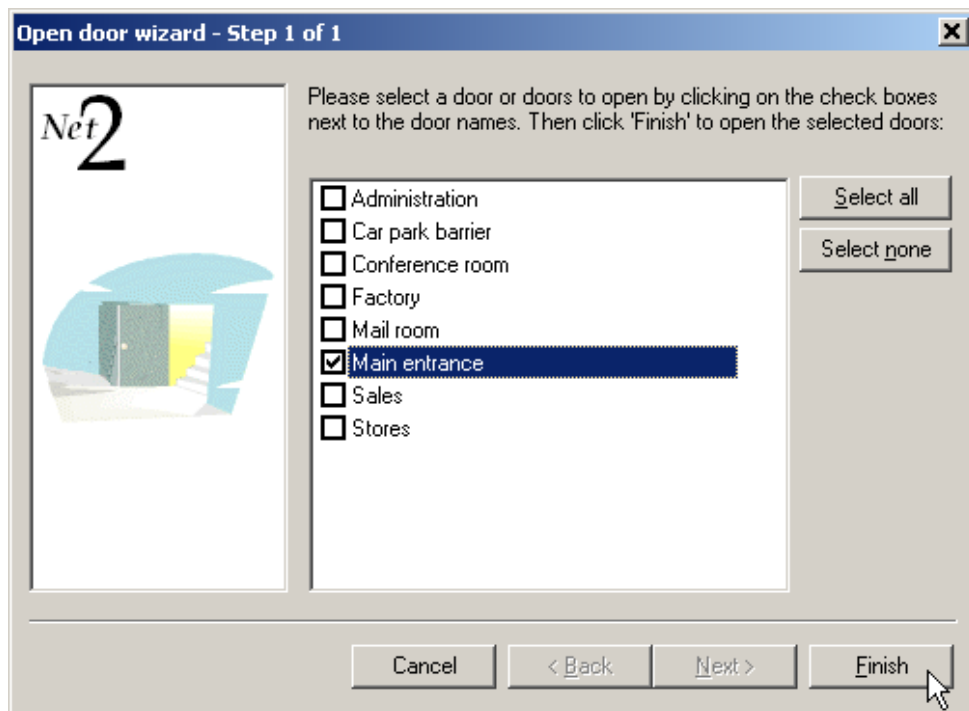 Open door wizard - Step 1 of 1
Net2
Please select a door or doors to open by clicking on the check boxes
next to the door names. Then click 'Finish' to open the selected doors:
Administration
Car park barrier
Conference room
Factory
Mail room
Main entrance
Sales
Stores
Select all
Select none
Cancel
< Back
Next >
Finish